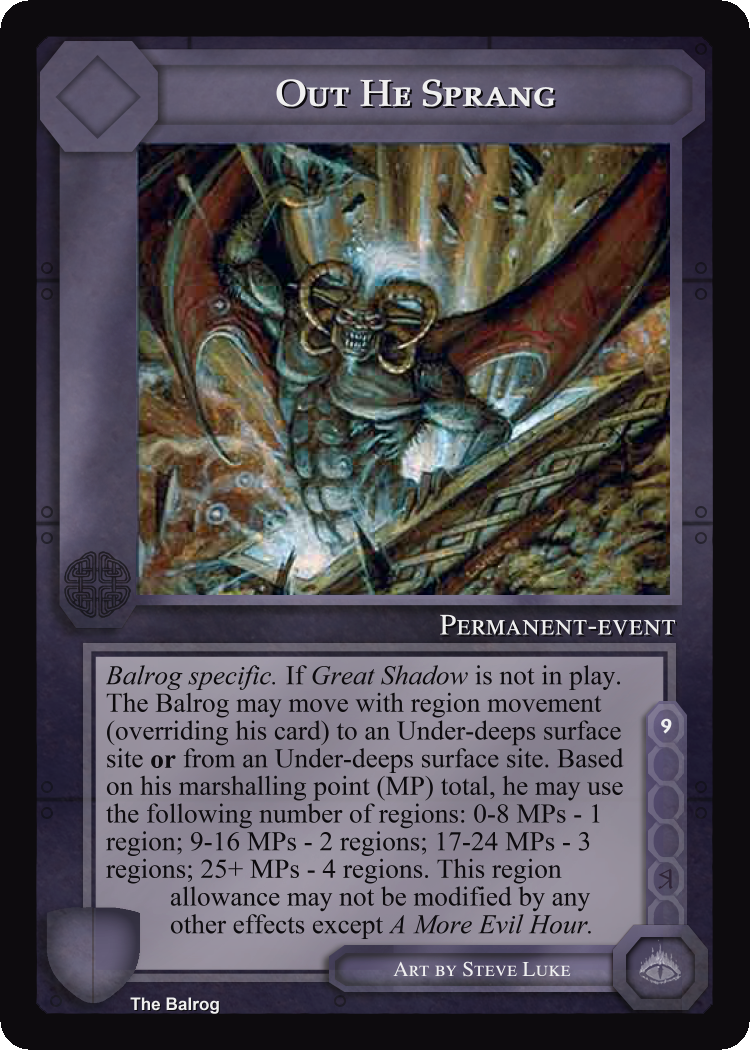 Out He Sprang
Permanent-event
Balrog specific. If Great Shadow is not in play.
The Balrog may move with region movement
(overriding his card) to an Under-deeps surface
site or from an Under-deeps surface site. Based
on his marshalling point (MP) total, he may use
the following number of regions: 0-8 MPs - 1
region; 9-16 MPs - 2 regions; 17-24 MPs - 3
regions; 25+ MPs - 4 regions. This region
allowance may not be modified by any
other effects except A More Evil Hour.
9
R
Art by Steve Luke
The Balrog